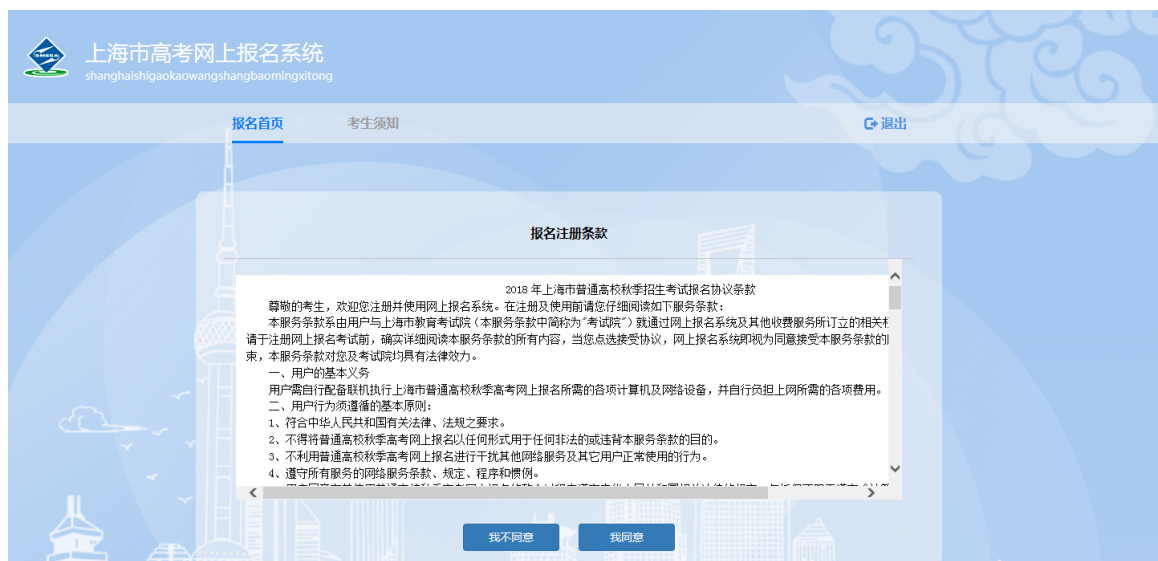 SMEEA
上海市高考网上报名系统
shanghaishigaokaowangshangbaomingxitong
报名首页 考生须知 退出
报名注册条款
2018 年上海市普通高校秋季招生考试报名协议条款
尊敬的考生，欢迎您注册并使用网上报名系统。在注册及使用前请您仔细阅读如下服务条款：
本服务条款系由用户与上海市教育考试院（本服务条款中简称为“考试院”）就通过网上报名系统及其他收费服务所订立的相关
请于注册网上报名考试前，确实详细阅读本服务条款的所有内容，当您点选接受协议，网上报名系统即视为同意接受本服务条款的
束，本服务条款对您及考试院均具有法律效力。
一、用户的基本义务
用户需自行配备联机执行上海市普通高校秋季高考网上报名所需的各项计算机及网络设备，并自行负担上网所需的各项费用。
二、用户行为须遵循的基本原则：
1、符合中华人民共和国有关法律、法规之要求。
2、不得将普通高校秋季高考网上报名以任何形式用于任何非法的或违背本服务条款的目的。
3、不利用普通高校秋季高考网上报名进行干扰其他网络服务及其它用户正常使用的行为。
4、遵守所有服务的网络服务条款、规定、程序和惯例。
我不同意 我同意